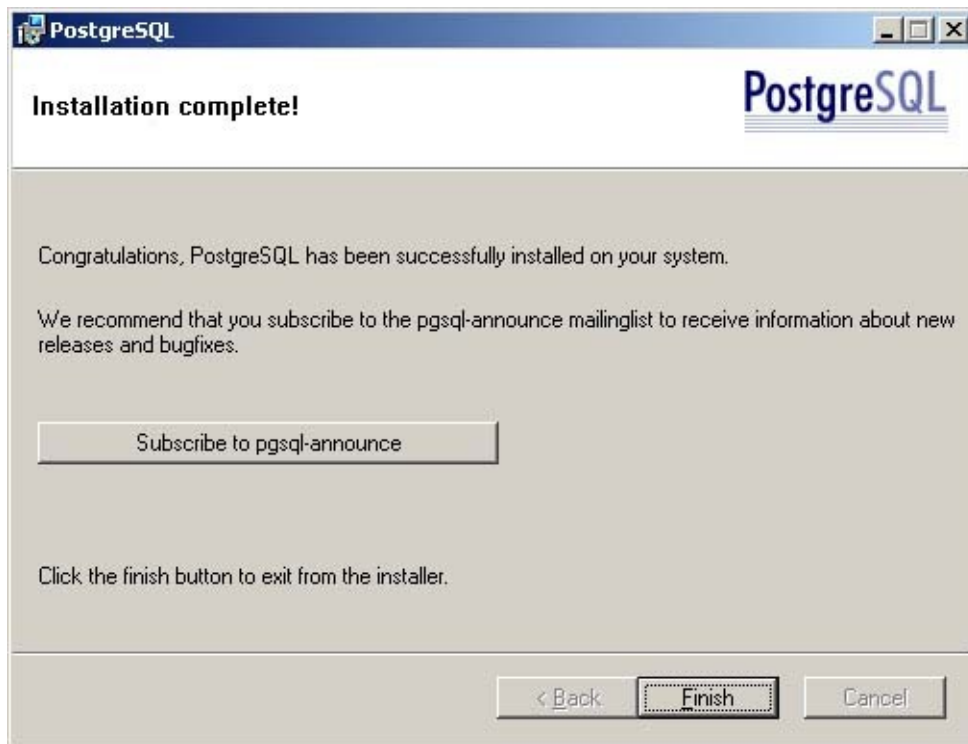 PostgreSQL
Installation complete!
PostgreSQL
Congratulations, PostgreSQL has been successfully installed on your system.
We recommend that you subscribe to the pgsql-announce mailinglist to receive information about new
releases and bugfixes.
Subscribe to pgsql-announce
Click the finish button to exit from the installer.
< Back
Finish
Cancel